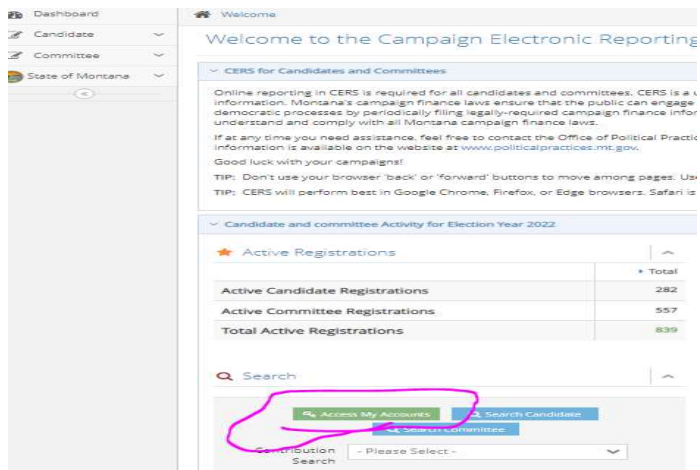 Dashboard
Welcome
Candidate
Welcome to the Campaign Electronic Reporting
Committee
State of Montana
CERS for Candidates and Committees
Online reporting in CERS is required for all candidates and committees. CERS is a
information. Montana's campaign finance laws ensure that the public can engage
democratic processes by periodically filing legally-required campaign finance
understand and comply with all Montana campaign finance laws.
If at any time you need assistance, feel free to contact the Office of Political
information is available on the website at www.politicalpractices.mt.gov.
Good luck with your campaigns!
TIP: Don't use your browser 'back' or 'forward' buttons to move among pages.
TIP: CERS will perform best in Google Chrome, Firefox, or Edge browsers. Safari is
Candidate and committee Activity for Election Year 2022
Active Registrations
Total
Active Candidate Registrations 282
Active Committee Registrations 557
Total Active Registrations 839
Search
Access My Accounts Search Candidate
Search Committee
Contribution Search - Please Select -